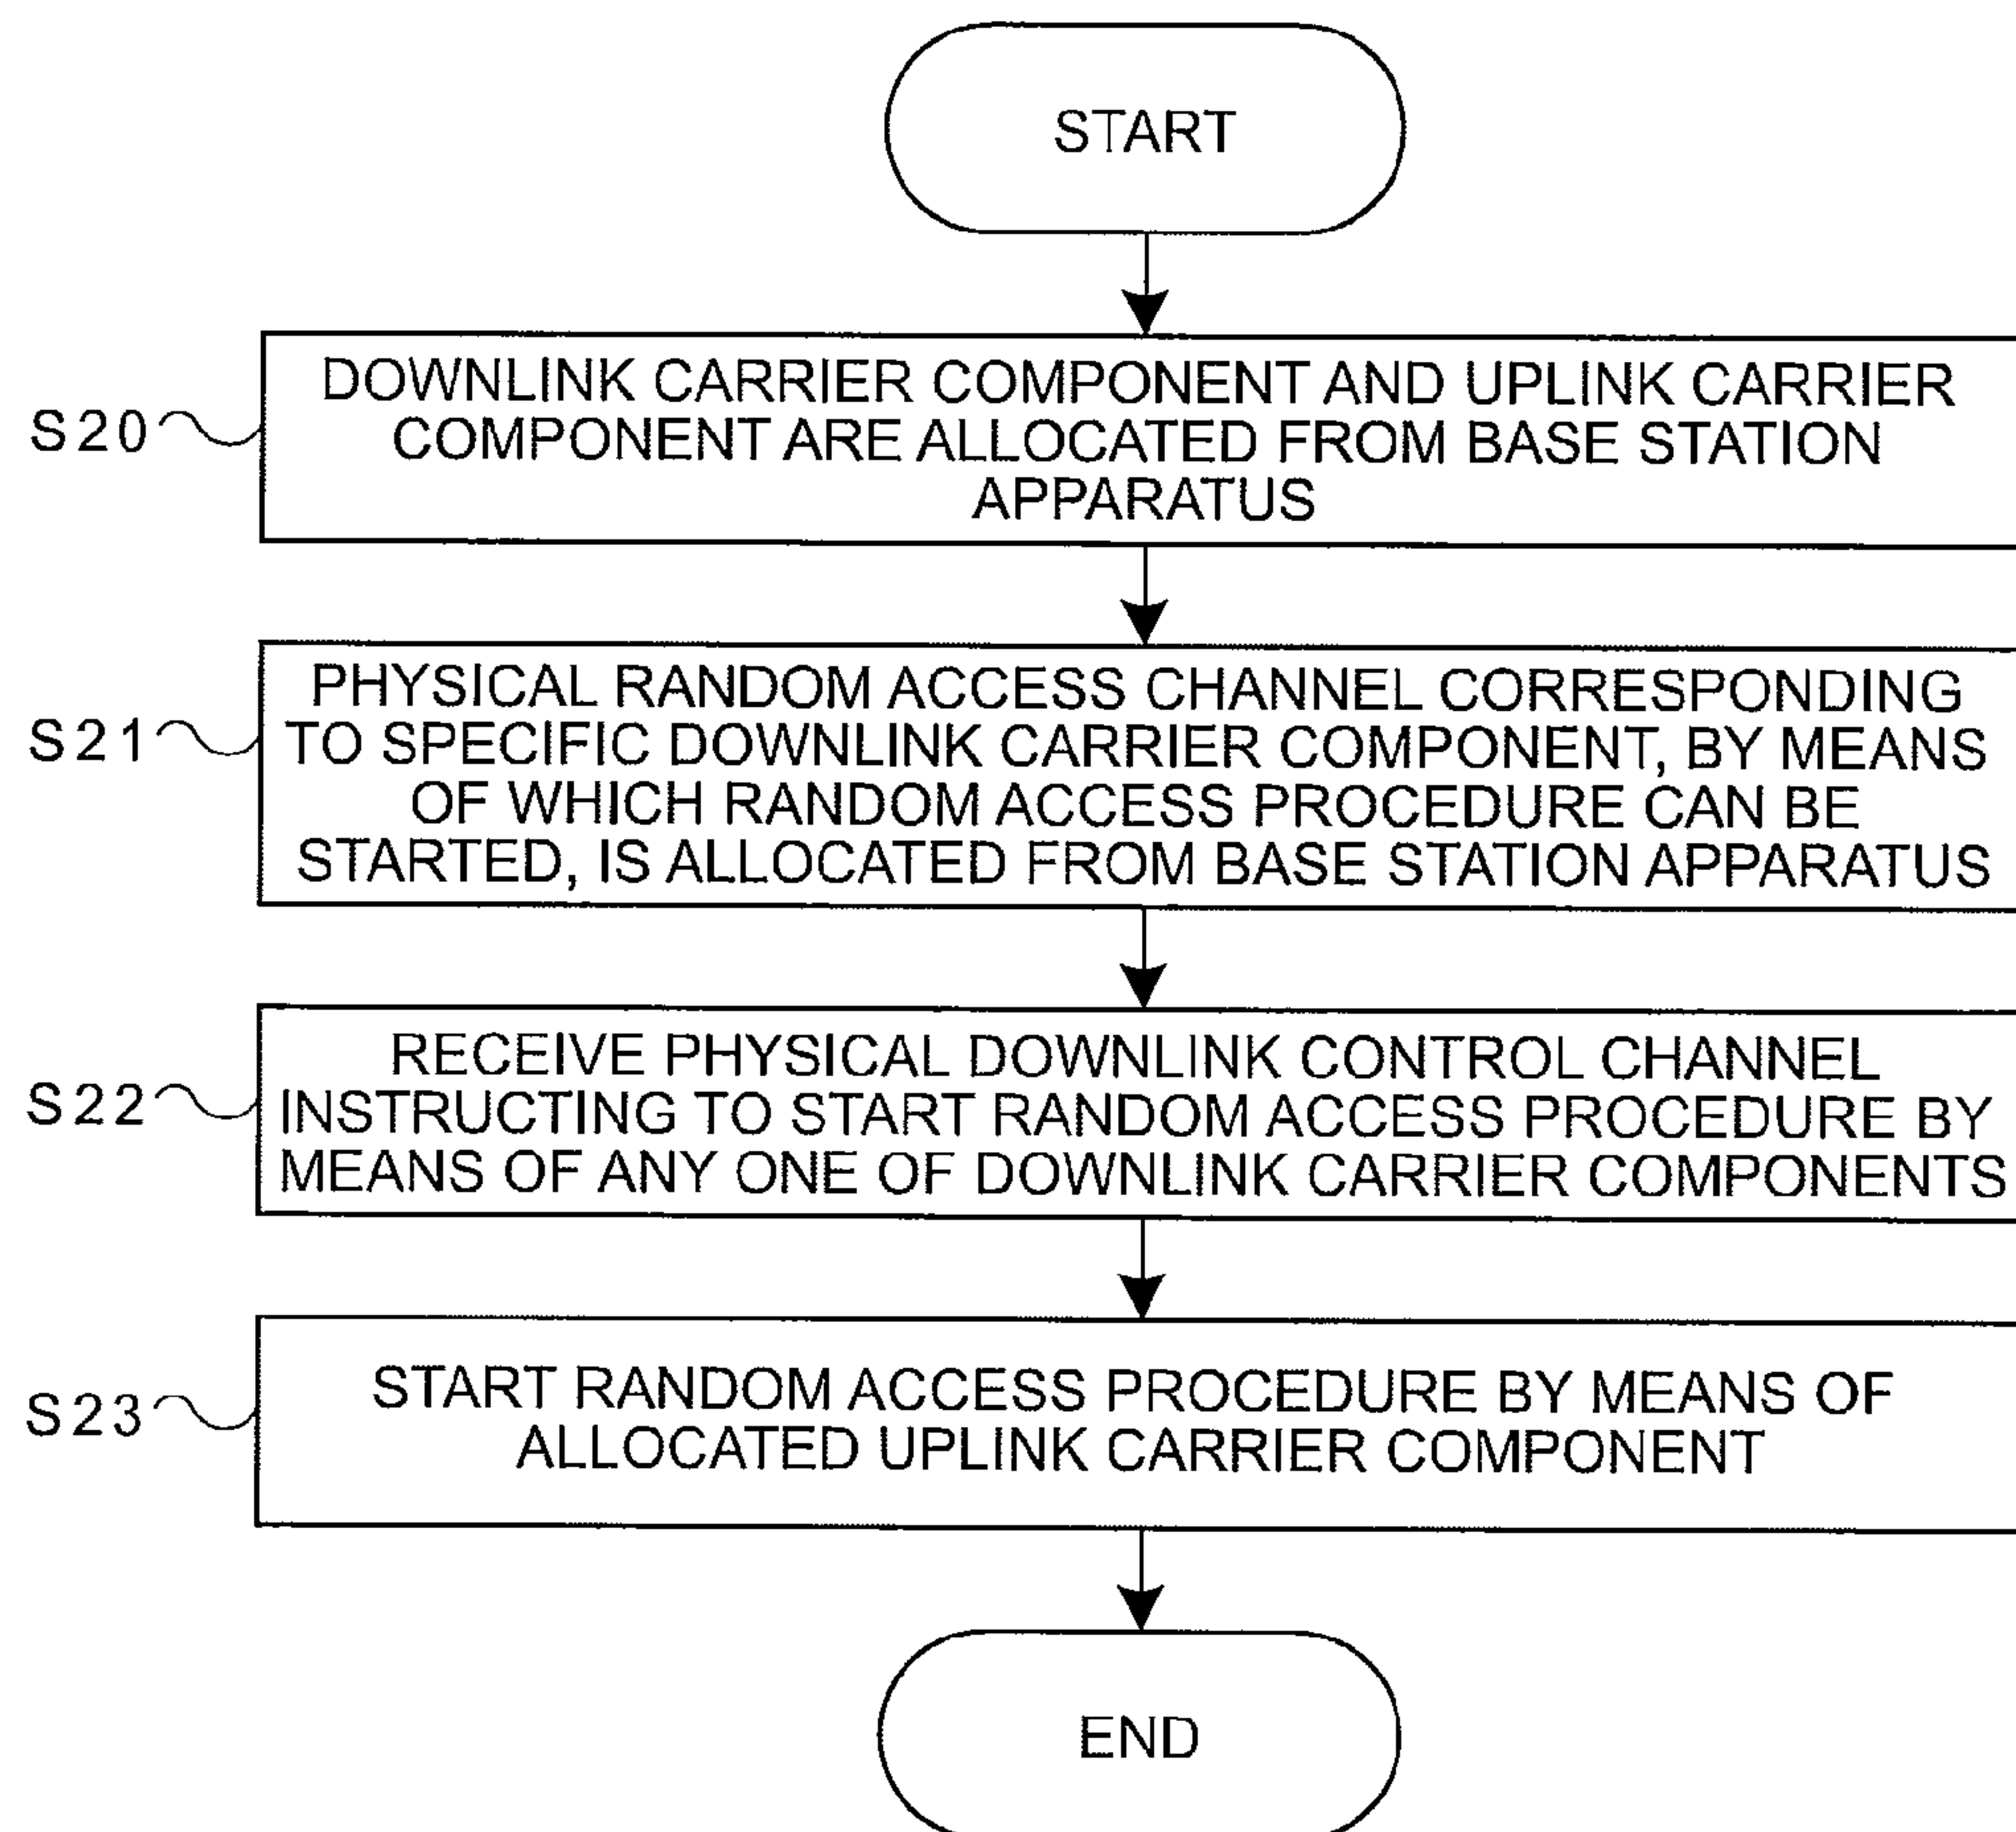 START
S20
DOWNLINK CARRIER COMPONENT AND UPLINK CARRIER
COMPONENT ARE ALLOCATED FROM BASE STATION
APPARATUS
S21
PHYSICAL RANDOM ACCESS CHANNEL CORRESPONDING
TO SPECIFIC DOWNLINK CARRIER COMPONENT, BY MEANS
OF WHICH RANDOM ACCESS PROCEDURE CAN BE
STARTED, IS ALLOCATED FROM BASE STATION APPARATUS
S22
RECEIVE PHYSICAL DOWNLINK CONTROL CHANNEL
INSTRUCTING TO START RANDOM ACCESS PROCEDURE BY
MEANS OF ANY ONE OF DOWNLINK CARRIER COMPONENTS
S23
START RANDOM ACCESS PROCEDURE BY MEANS OF
ALLOCATED UPLINK CARRIER COMPONENT
END